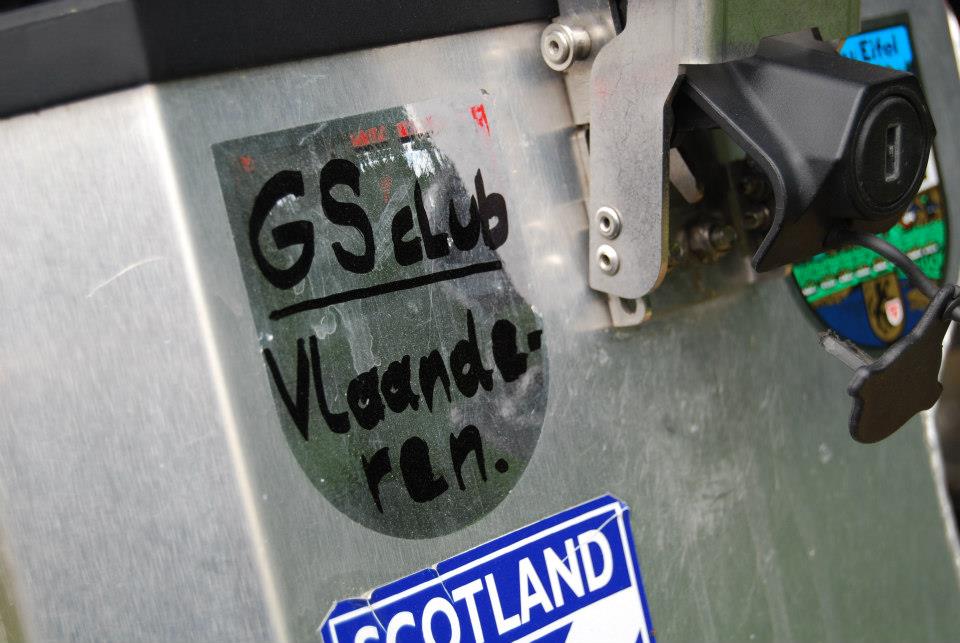 GS cLub
Vlaande-
ren.
SCOTLAND
Eifel